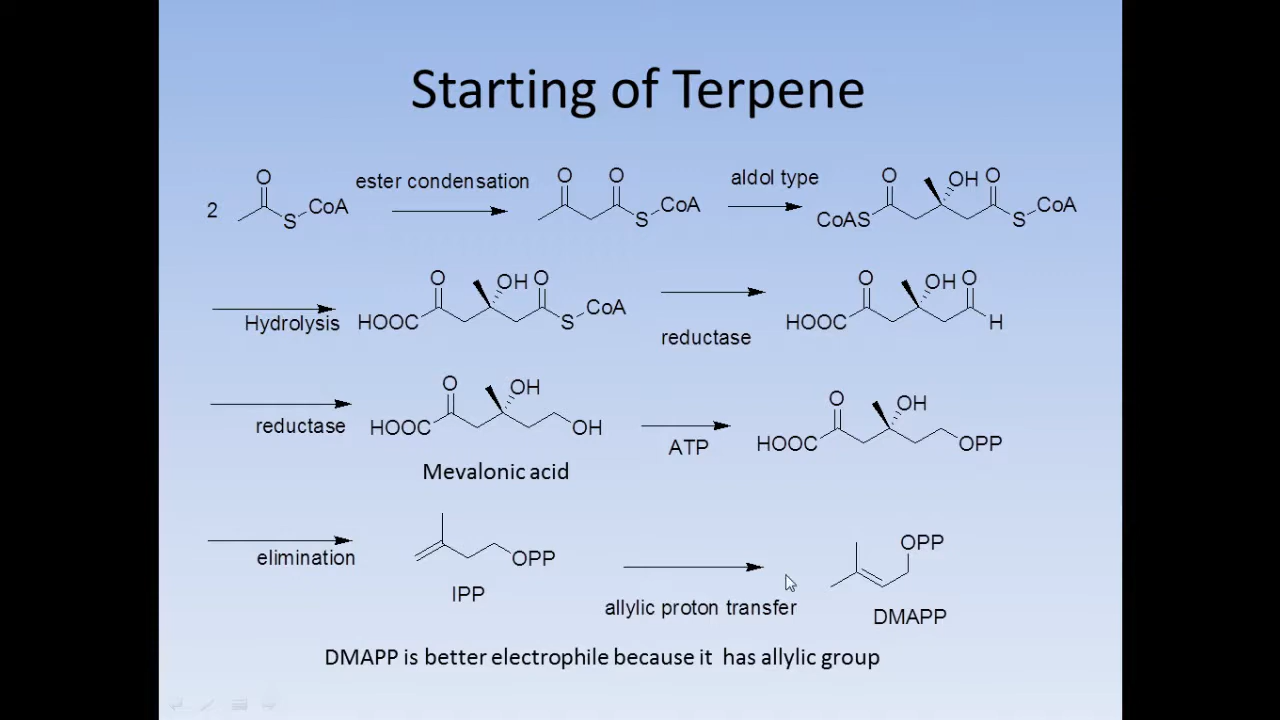 Starting of Terpene
2 O S CoA ester condensation O O S CoA aldol type O OH O CoAS S CoA
Hydrolysis HOOC O OH O S CoA reductase HOOC O OH O H
reductase HOOC O OH OH ATP HOOC O OH OPP
Mevalonic acid
elimination OPP allylic proton transfer OPP
IPP DMAPP
DMAPP is better electrophile because it has allylic group